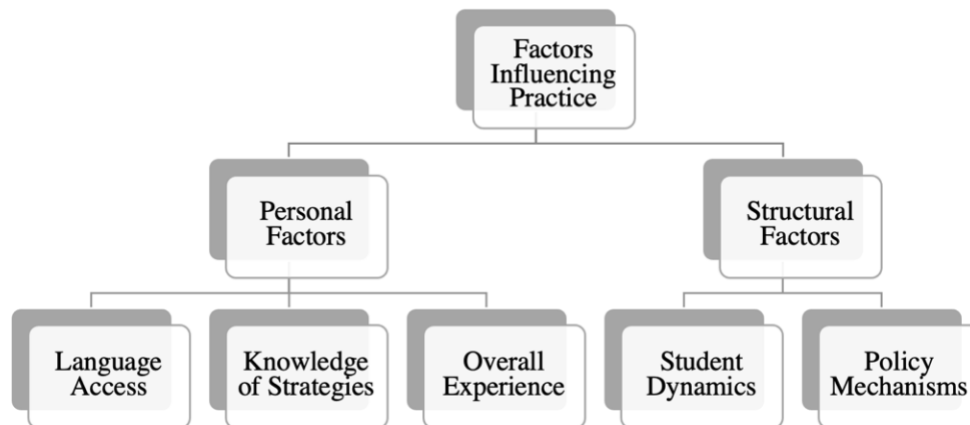 Factors
Influencing
Practice
Personal
Factors
Structural
Factors
Language
Access
Knowledge
of Strategies
Overall
Experience
Student
Dynamics
Policy
Mechanisms